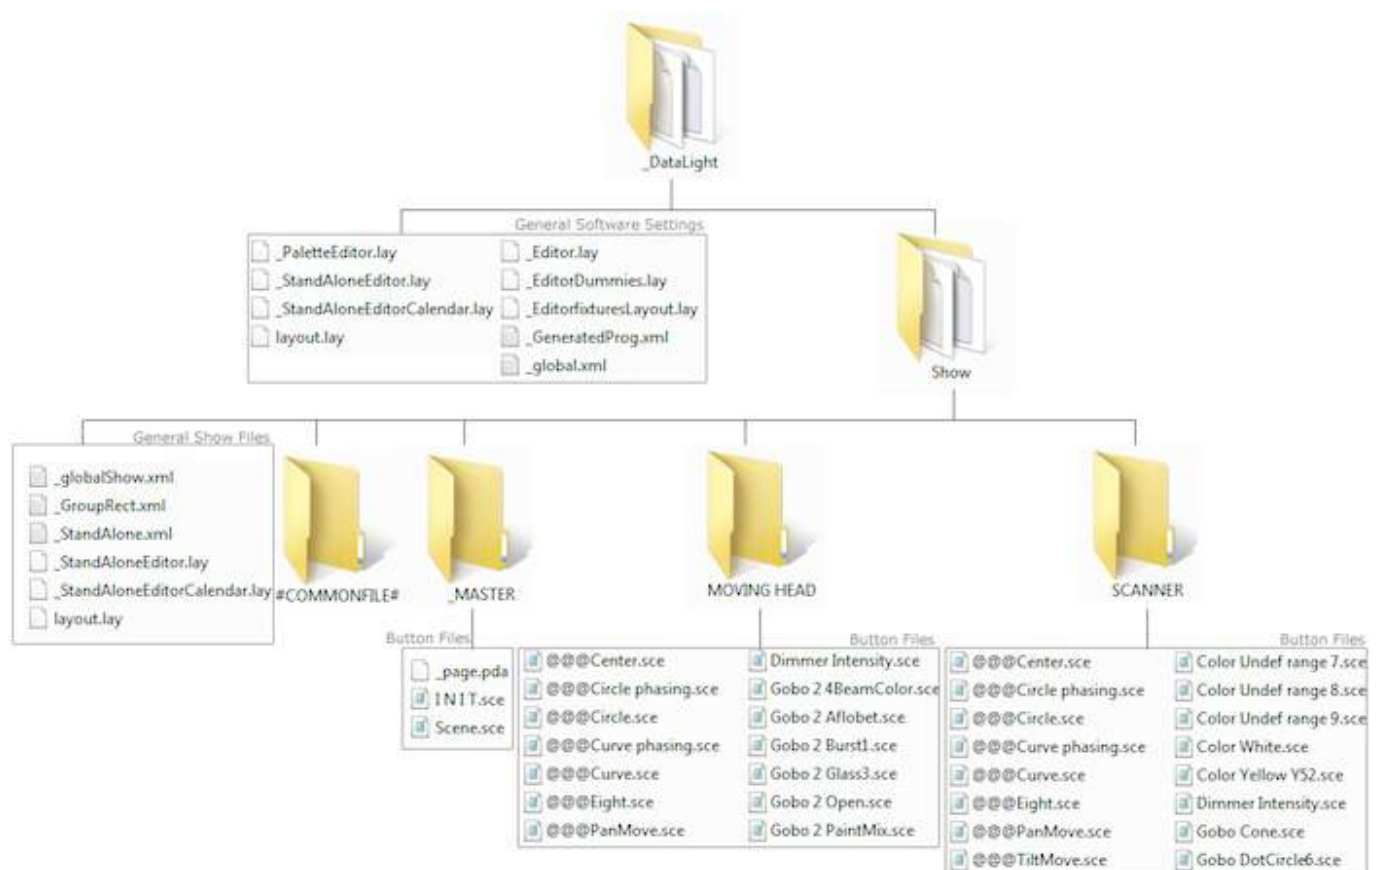 _DataLight
General Software Settings
_PaletteEditor.lay
_StandAloneEditor.lay
_StandAloneEditorCalendar.lay
layout.lay
_Editor.lay
_EditorDummies.lay
_EditorfixturesLayout.lay
_GeneratedProg.xml
_global.xml
Show
General Show Files
_globalShow.xml
_GroupRect.xml
_StandAlone.xml
_StandAloneEditor.lay
_StandAloneEditorCalendar.lay
layout.lay
#COMMONFILE#
_MASTER
MOVING HEAD
SCANNER
Button Files
_page.pda
I N I T.sce
Scene.sce
Button Files
@@@Center.sce
@@@Circle phasing.sce
@@@Circle.sce
@@@Curve phasing.sce
@@@Curve.sce
@@@Eight.sce
@@@PanMove.sce
Dimmer Intensity.sce
Gobo 2 4BeamColor.sce
Gobo 2 Aflobet.sce
Gobo 2 Burst1.sce
Gobo 2 Glass3.sce
Gobo 2 Open.sce
Gobo 2 PaintMix.sce
Button Files
@@@Center.sce
@@@Circle phasing.sce
@@@Circle.sce
@@@Curve phasing.sce
@@@Curve.sce
@@@Eight.sce
@@@PanMove.sce
@@@TiltMove.sce
Color Undef range 7.sce
Color Undef range 8.sce
Color Undef range 9.sce
Color White.sce
Color Yellow Y52.sce
Dimmer Intensity.sce
Gobo Cone.sce
Gobo DotCircle6.sce